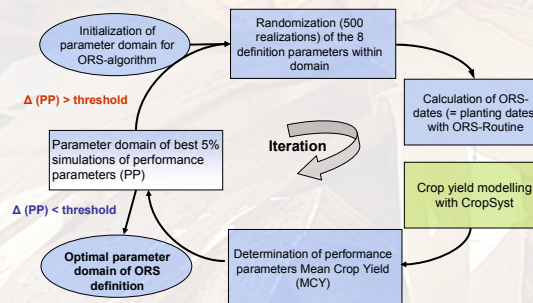 Initialization of
parameter domain for
ORS-algorithm
Randomization (500
realizations) of the 8
definition parameters within
domain
Δ (PP) > threshold
Calculation of ORS-
dates (= planting dates)
with ORS-Routine
Parameter domain of best 5%
simulations of performance
parameters (PP)
Iteration
Crop yield modelling
with CropSyst
Δ (PP) < threshold
Optimal parameter
domain of ORS
definition
Determination of performance
parameters Mean Crop Yield
(MCY)